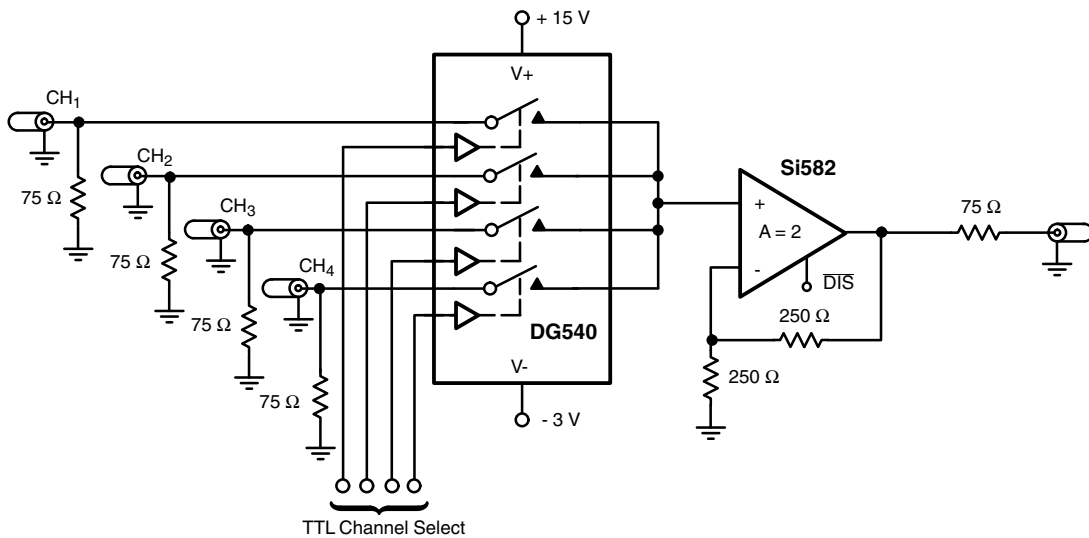 + 15 V
V+
CH1
CH2
CH3
CH4
75 Ω
75 Ω
75 Ω
75 Ω
DG540
V-
- 3 V
TTL Channel Select
Si582
+
A = 2
-
DIS
75 Ω
250 Ω
250 Ω